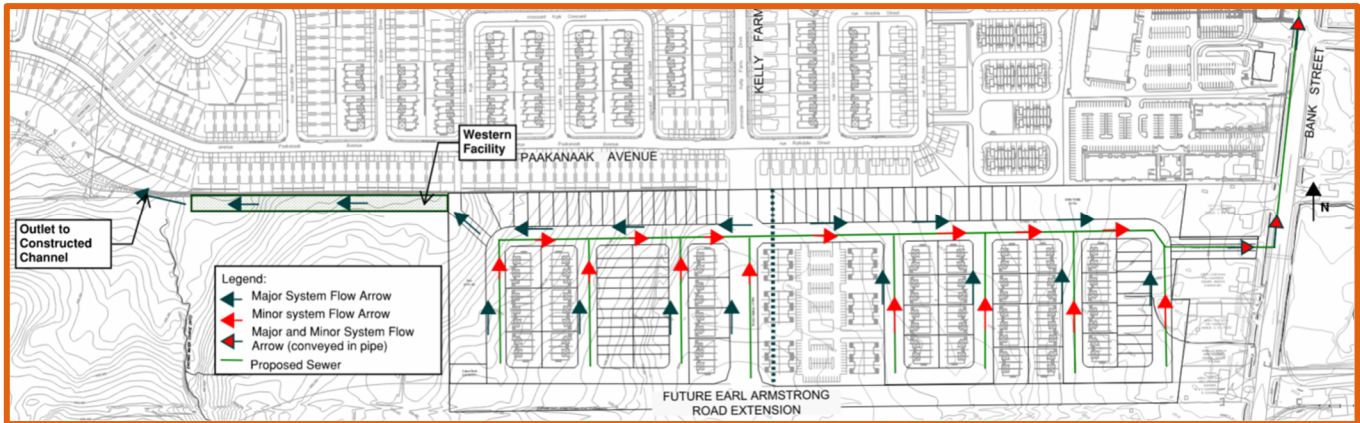 KELLY FARM
BANK STREET
Western
Facility
PAAKANAAK AVENUE
N
Outlet to
Constructed
Channel
Legend:
Major System Flow Arrow
Minor system Flow Arrow
Major and Minor System Flow
Arrow (conveyed in pipe)
Proposed Sewer
FUTURE EARL ARMSTRONG
ROAD EXTENSION